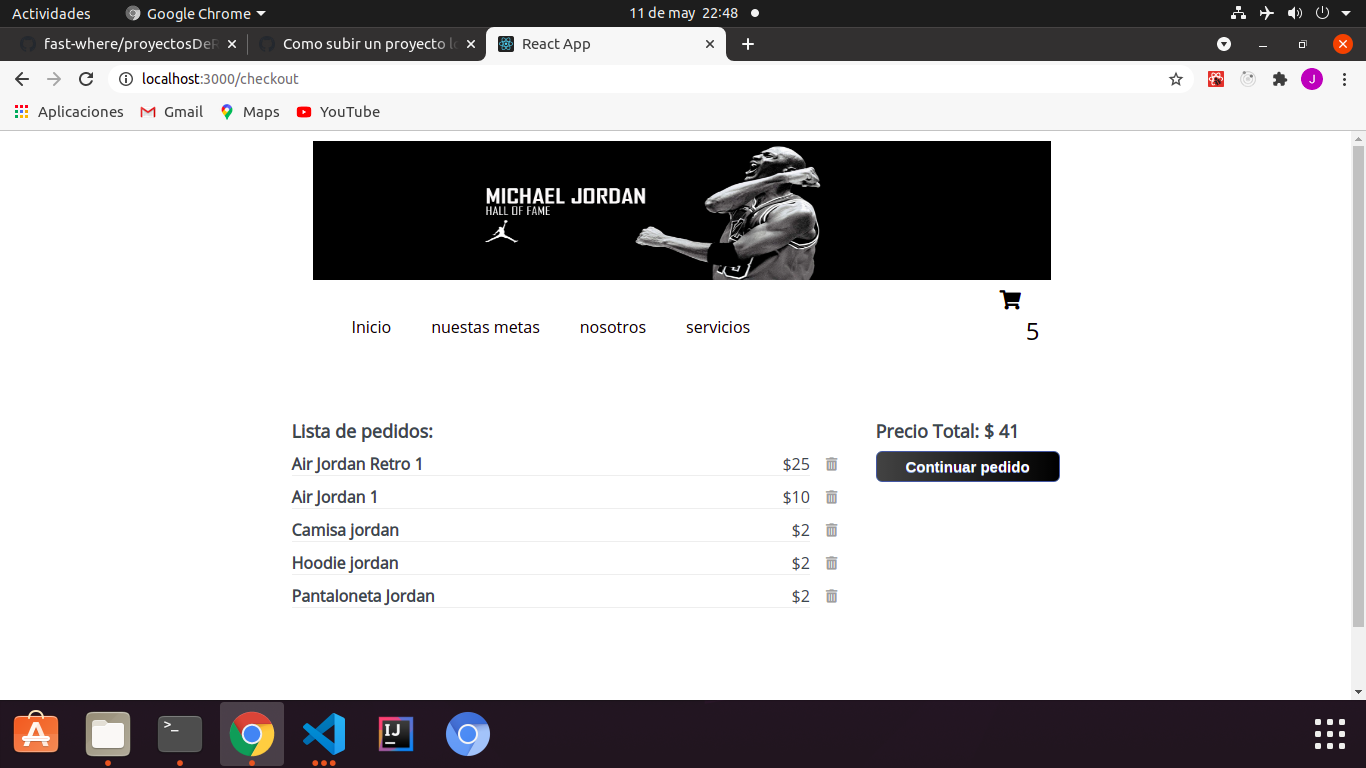 Actividades
Google Chrome
11 de may 22:48
fast-where/proyectosDeR
Como subir un proyecto lo
React App
localhost:3000/checkout
J
Aplicaciones
Gmail
Maps
YouTube
MICHAEL JORDAN
HALL OF FAME
Inicio
nuestas metas
nosotros
servicios
5
Lista de pedidos:
Precio Total: $ 41
Air Jordan Retro 1 $25
Continuar pedido
Air Jordan 1 $10
Camisa jordan $2
Hoodie jordan $2
Pantaloneta Jordan $2
>_
IJ